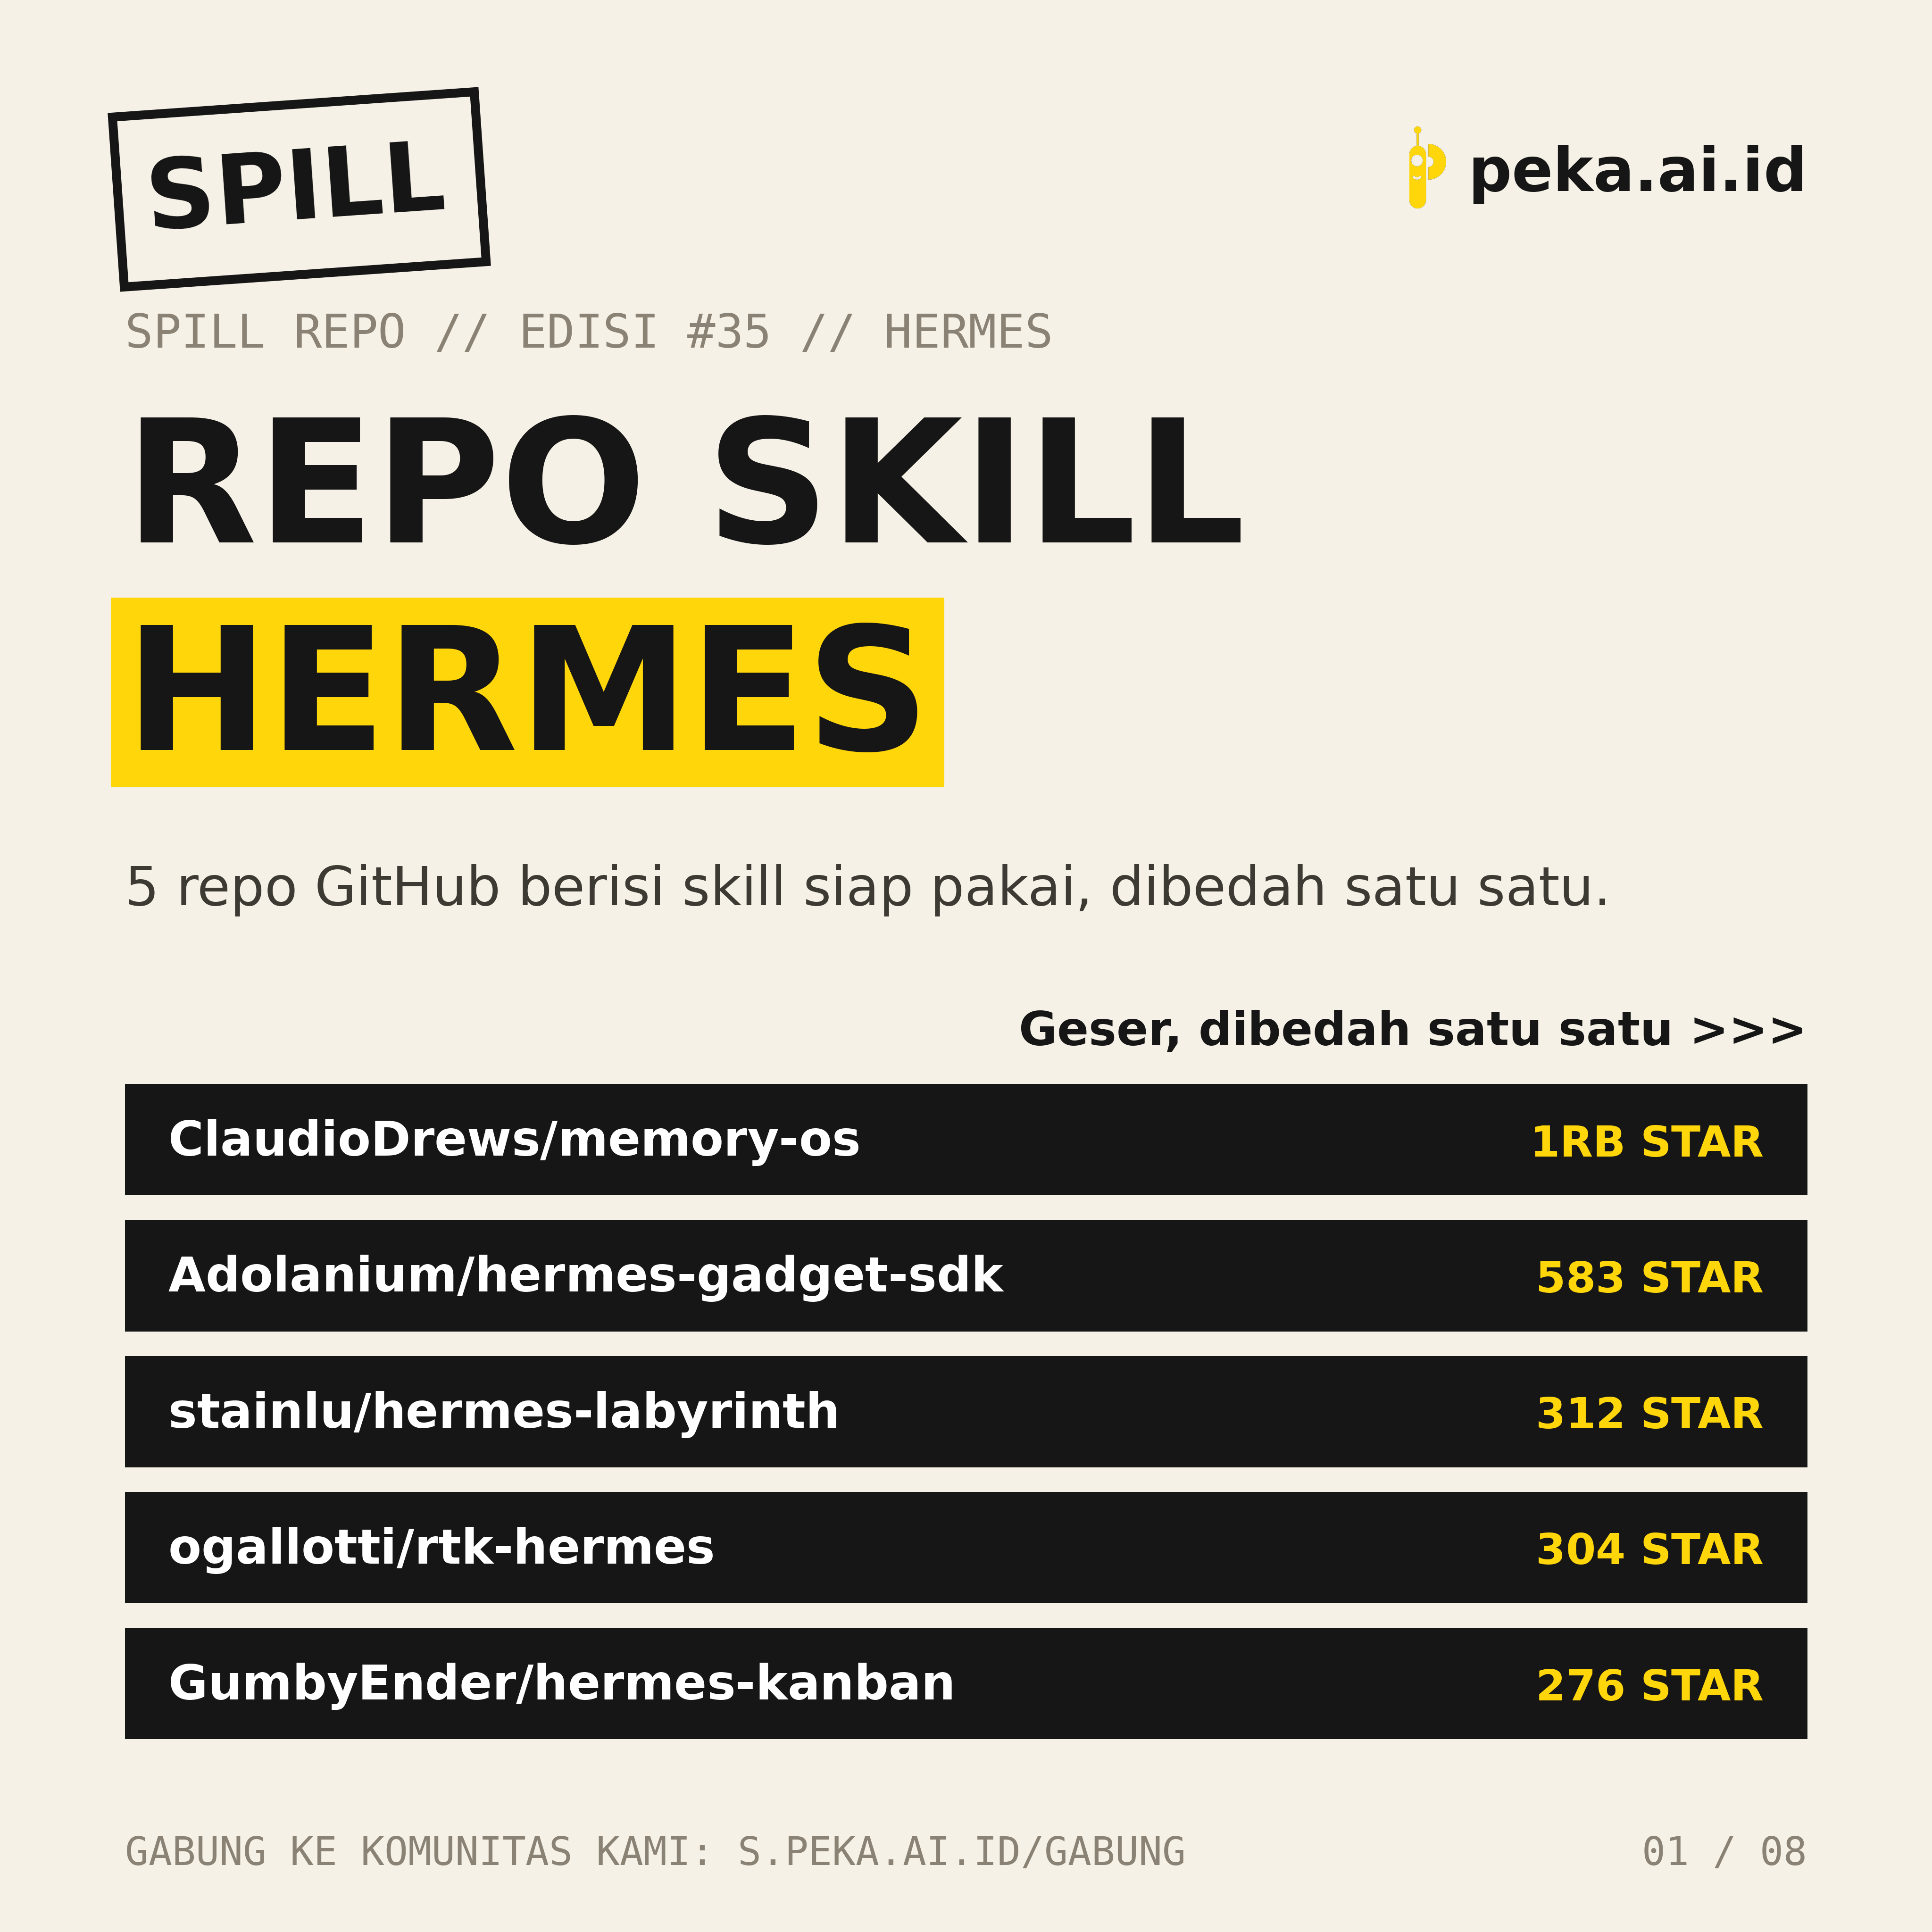 SPILL
peka.ai.id
SPILL REPO // EDISI #35 // HERMES
REPO SKILL
HERMES
5 repo GitHub berisi skill siap pakai, dibedah satu satu.
Geser, dibedah satu satu >>>
ClaudioDrews/memory-os 1RB STAR
Adolanium/hermes-gadget-sdk 583 STAR
stainlu/hermes-labyrinth 312 STAR
ogallotti/rtk-hermes 304 STAR
GumbyEnder/hermes-kanban 276 STAR
GABUNG KE KOMUNITAS KAMI: S.PEKA.AI.ID/GABUNG 01 / 08